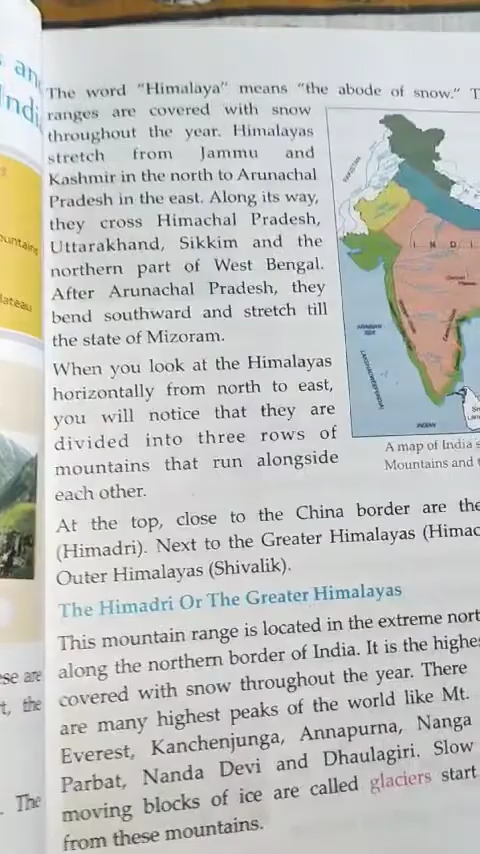 The word "Himalaya" means "the abode of snow."
ranges are covered with snow
throughout the year. Himalayas
stretch from Jammu and
Kashmir in the north to Arunachal
Pradesh in the east. Along its way,
they cross Himachal Pradesh,
Uttarakhand, Sikkim and the
northern part of West Bengal.
After Arunachal Pradesh, they
bend southward and stretch till
the state of Mizoram.
When you look at the Himalayas
horizontally from north to east,
you will notice that they are
divided into three rows of
mountains that run alongside
each other.
PAKISTAN
ARABIAN
SEA
LAKSHADWEEP
INDIAN
A map of India
Mountains and
At the top, close to the China border are the
(Himadri). Next to the Greater Himalayas
Outer Himalayas (Shivalik).
The Himadri Or The Greater Himalayas
This mountain range is located in the extreme
along the northern border of India. It is the
covered with snow throughout the year. There
are many highest peaks of the world like Mt.
Everest, Kanchenjunga, Annapurna, Nanga
Parbat, Nanda Devi and Dhaulagiri. Slow
moving blocks of ice are called glaciers start
from these mountains.
are
the
The